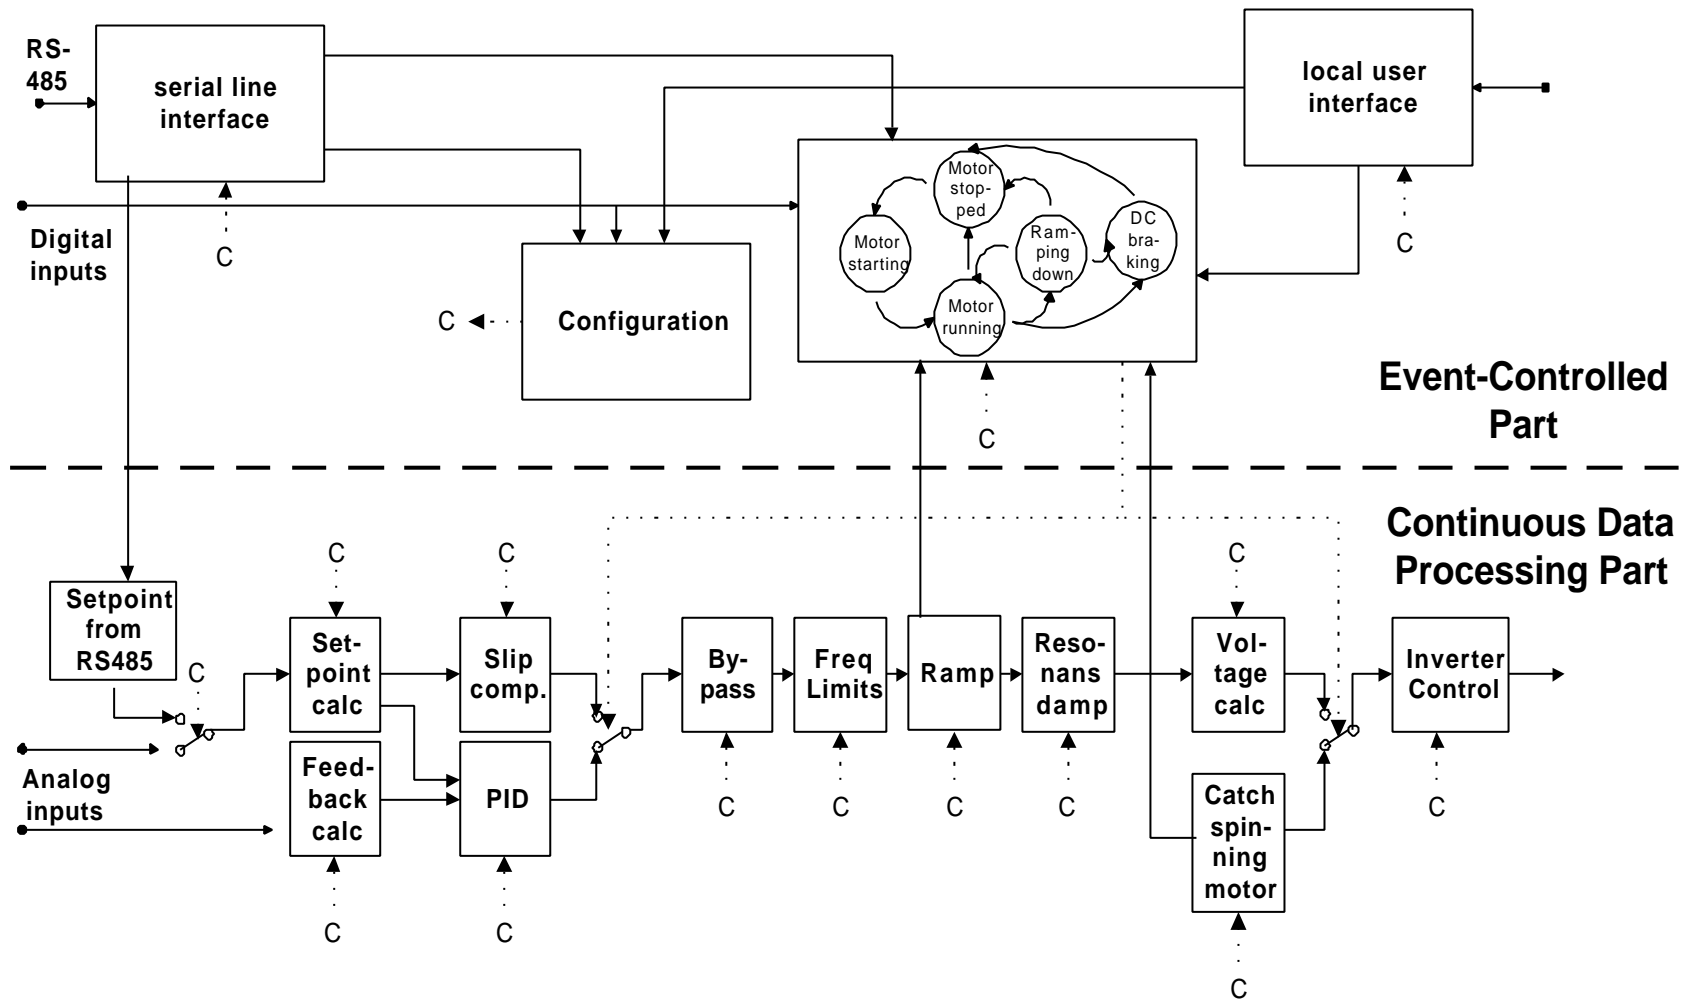 RS-
485
serial line
interface
local user
interface
Digital
inputs
C
C
Motor
stop-
ped
Motor
starting
Ram-
ping
down
DC
bra-
king
Motor
running
C
Configuration
C
Event-Controlled
Part
Continuous Data
Processing Part
Setpoint
from
RS485
C
Analog
inputs
C
Set-
point
calc
Feed-
back
calc
C
C
Slip
comp.
PID
C
By-
pass
C
Freq
Limits
C
Ramp
C
Reso-
nans
damp
C
C
Vol-
tage
calc
Catch
spin-
ning
motor
C
Inverter
Control
C